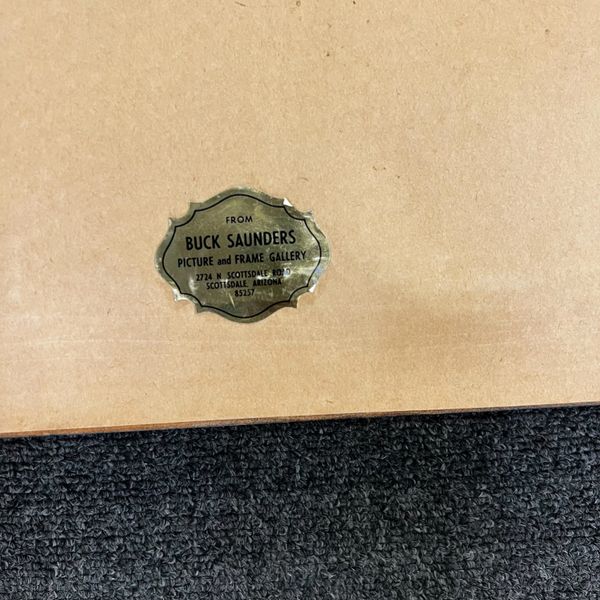 FROM
BUCK SAUNDERS
PICTURE and FRAME GALLERY
2724 N SCOTTSDALE ROAD
SCOTTSDALE, ARIZONA
85257